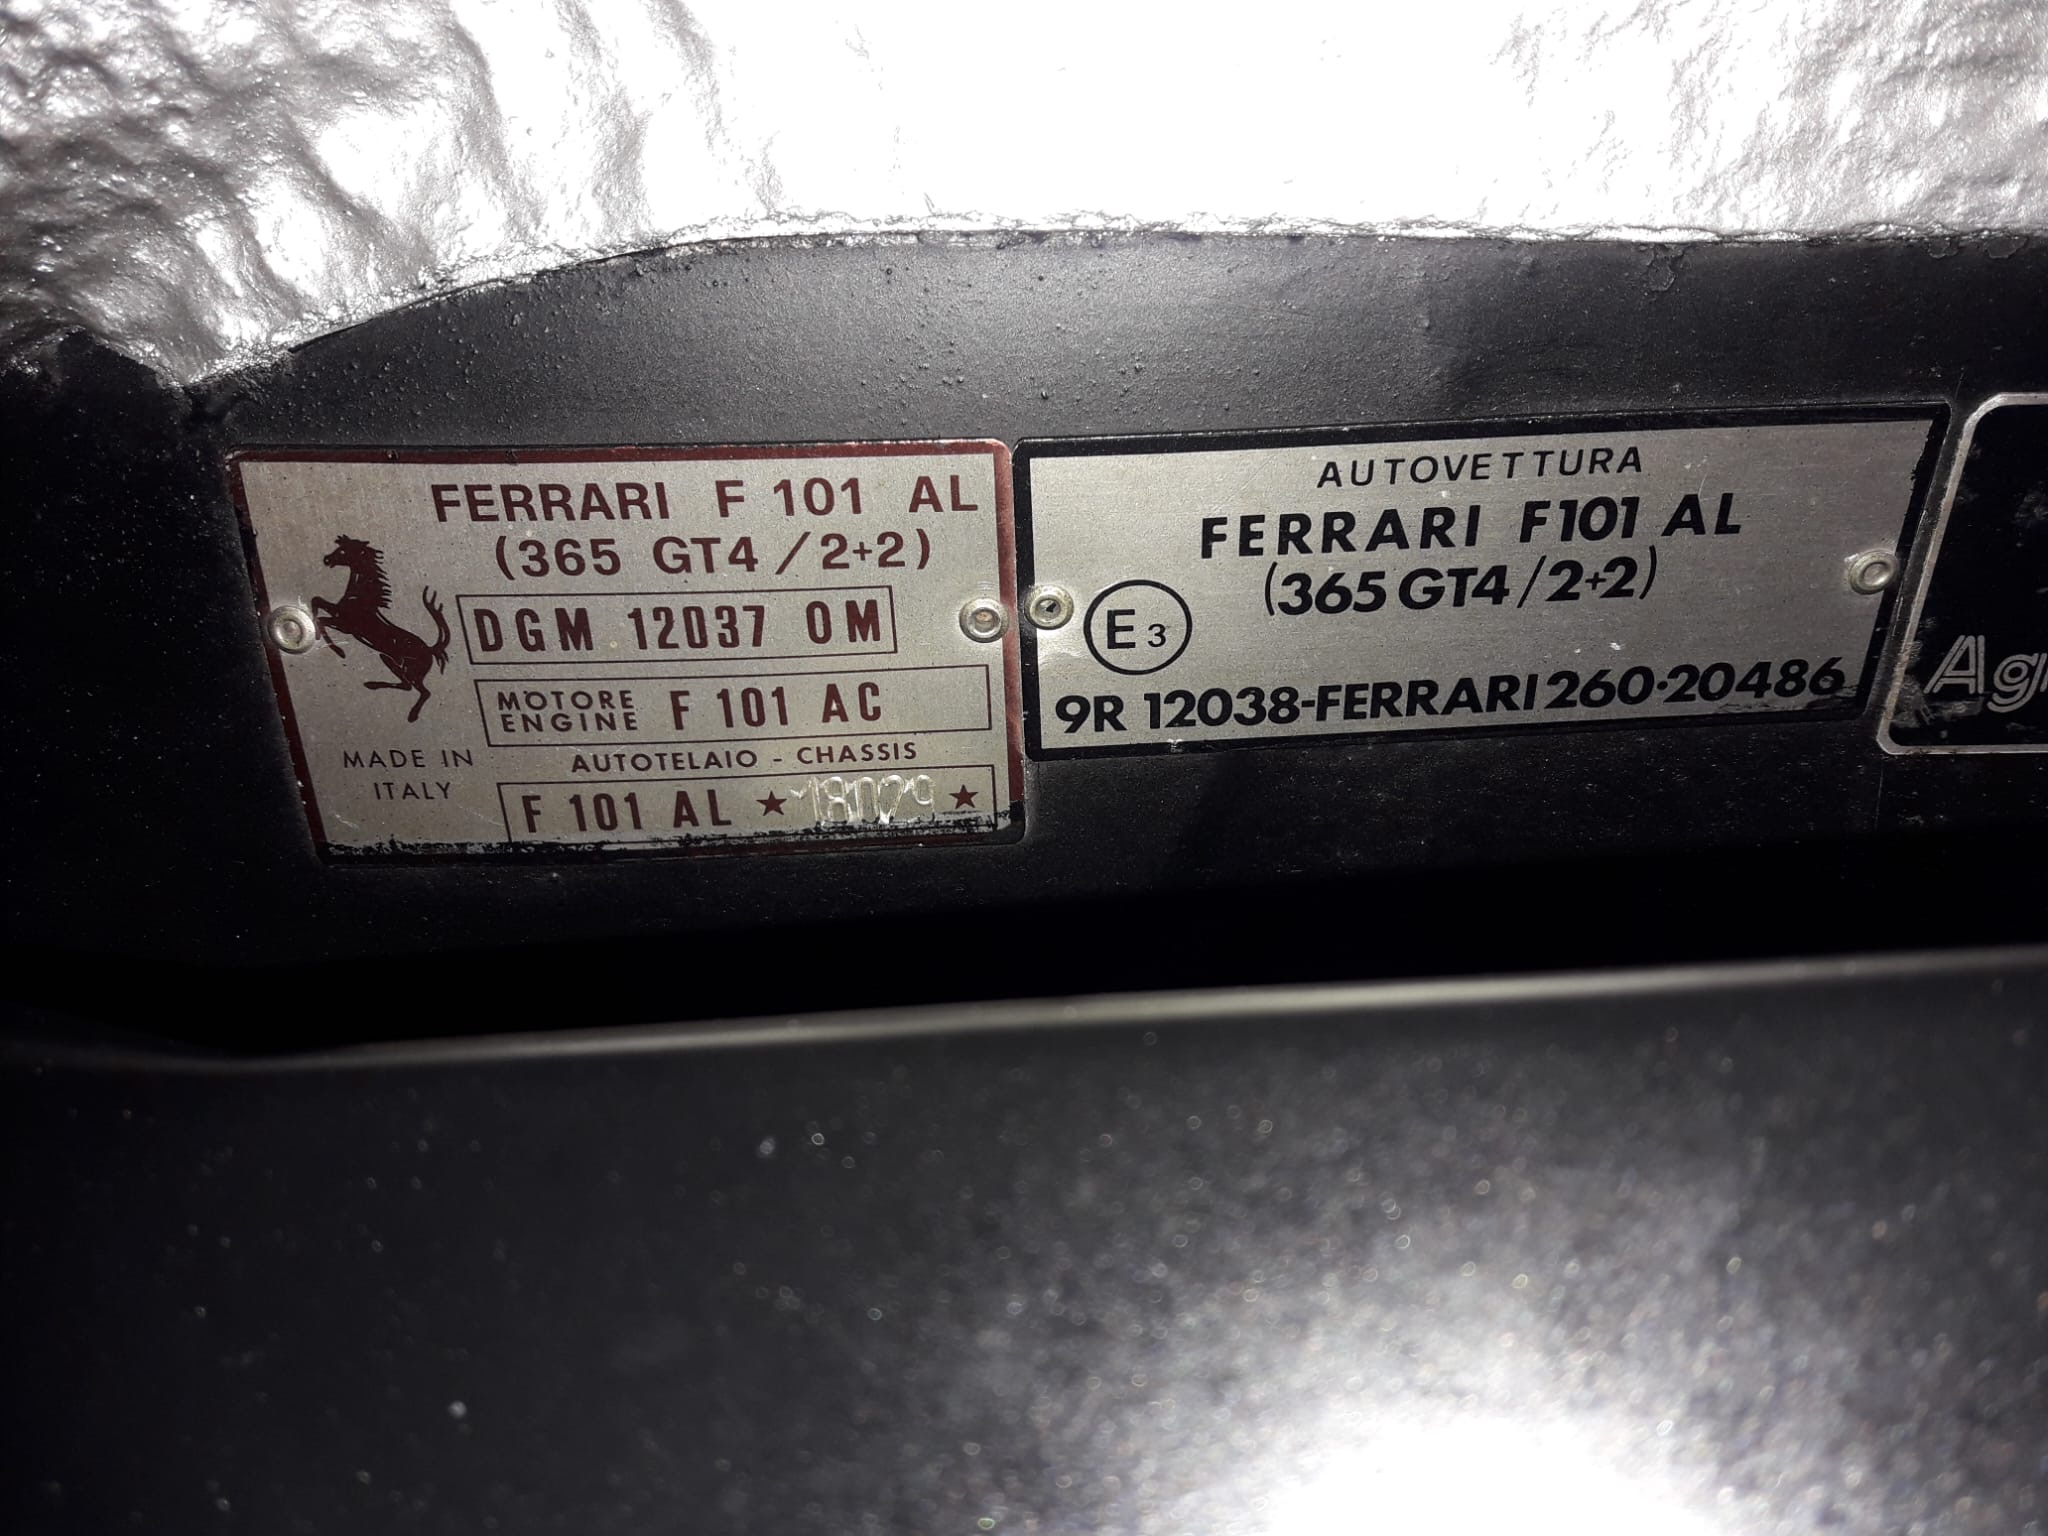 FERRARI F 101 AL
(365 GT4/2+2)
DGM 12037 OM
MOTORE
ENGINE F 101 AC
MADE IN
ITALY
AUTOTELAIO - CHASSIS
F 101 AL ★ 18029 ★
AUTOVETTURA
FERRARI F101 AL
(365 GT4/2+2)
E3
9R 12038-FERRARI 260·20486